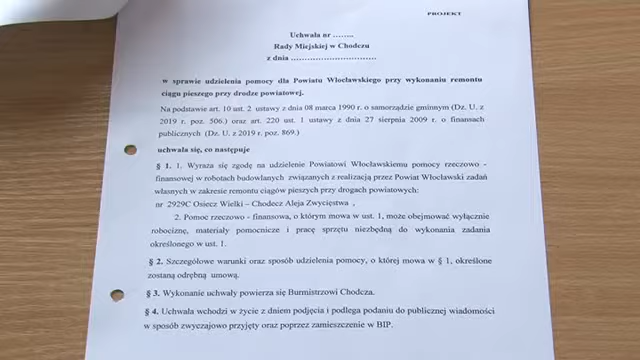 PROJEKT
Uchwała nr ........
Rady Miejskiej w Chodczu
z dnia ..............................
w sprawie udzielenia pomocy dla Powiatu Włocławskiego przy wykonaniu remontu
ciągu pieszego przy drodze powiatowej.
Na podstawie art. 10 ust. 2 ustawy z dnia 08 marca 1990 r. o samorządzie gminnym (Dz. U. z
2019 r. poz. 506.) oraz art. 220 ust. 1 ustawy z dnia 27 sierpnia 2009 r. o finansach
publicznych (Dz. U. z 2019 r. poz. 869.)
uchwala się, co następuje
§ 1. 1. Wyraża się zgodę na udzielenie Powiatowi Włocławskiemu pomocy rzeczowo -
finansowej w robotach budowlanych związanych z realizacją przez Powiat Włocławski zadań
własnych w zakresie remontu ciągów pieszych przy drogach powiatowych:
nr 2929C Osiecz Wielki – Chodecz Aleja Zwycięstwa ,
2. Pomoc rzeczowo - finansowa, o którym mowa w ust. 1, może obejmować wyłącznie
robociznę, materiały pomocnicze i pracę sprzętu niezbędną do wykonania zadania
określonego w ust. 1.
§ 2. Szczegółowe warunki oraz sposób udzielenia pomocy, o której mowa w § 1, określone
zostaną odrębną umową.
§ 3. Wykonanie uchwały powierza się Burmistrzowi Chodcza.
§ 4. Uchwała wchodzi w życie z dniem podjęcia i podlega podaniu do publicznej wiadomości
w sposób zwyczajowo przyjęty oraz poprzez zamieszczenie w BIP.